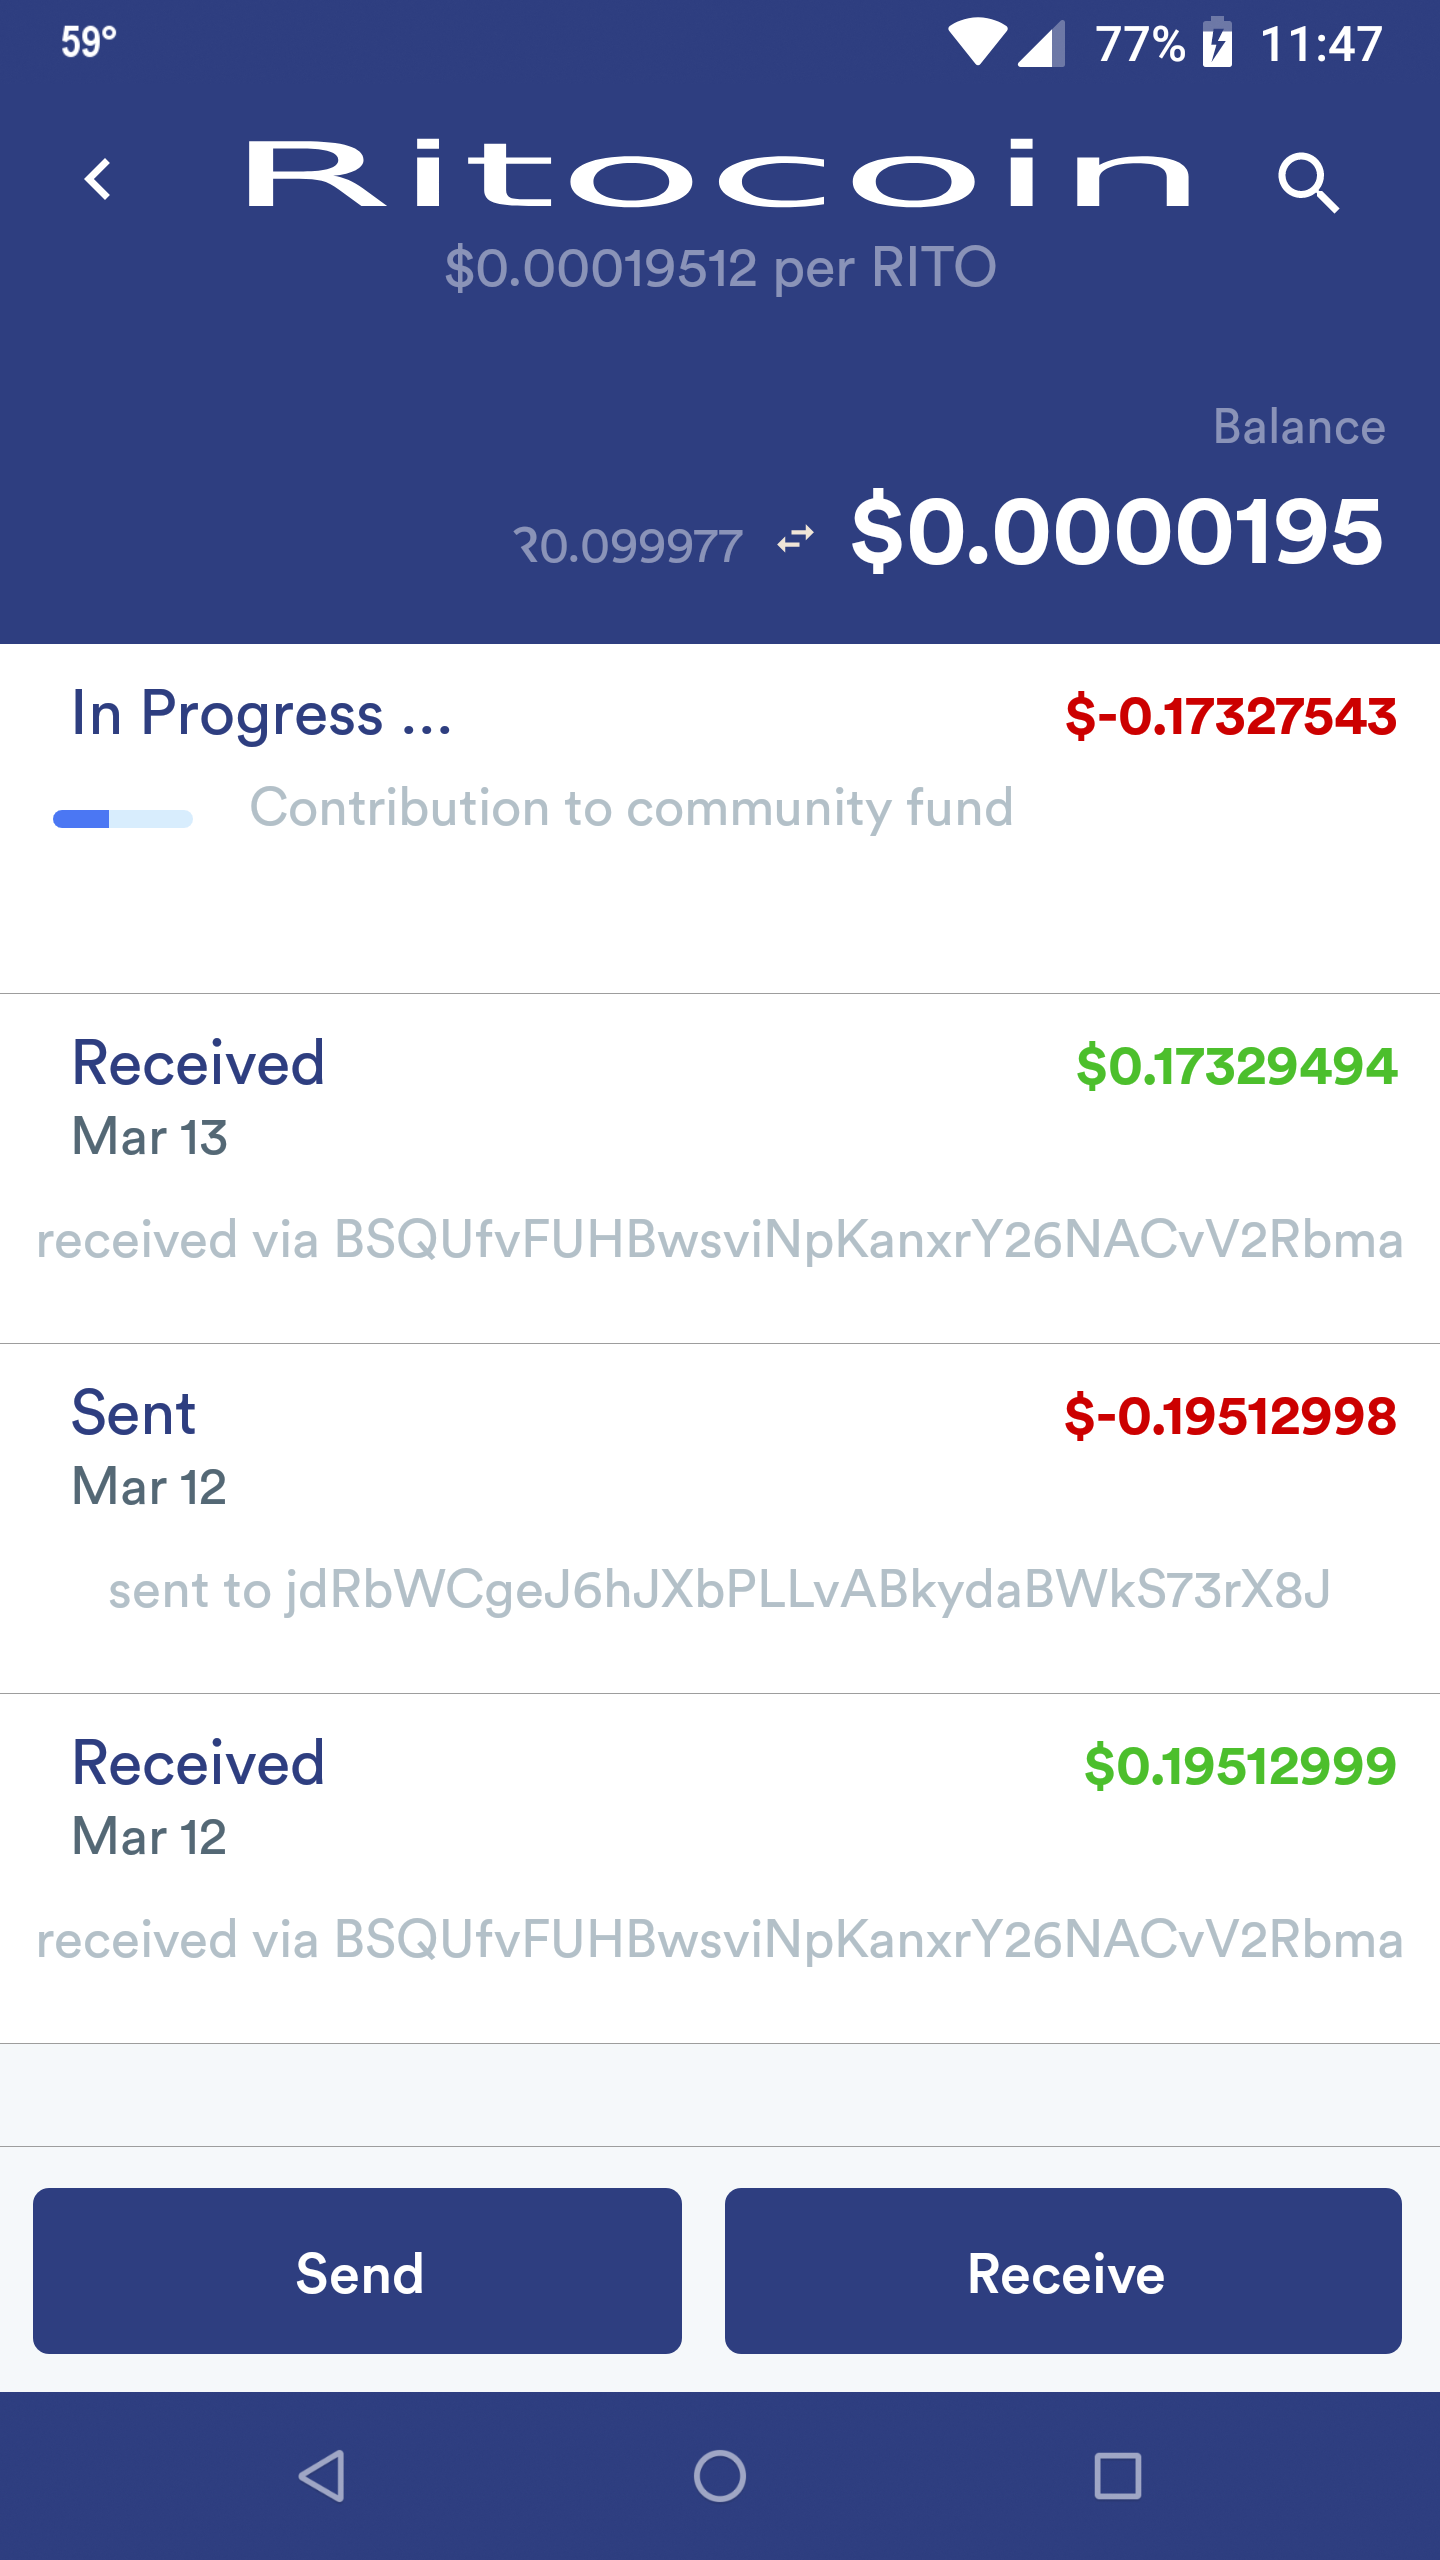 59° 77% 11:47
Ritocoin
$0.00019512 per RITO
Balance
Ʀ0.099977 $0.0000195
In Progress ... $-0.17327543
Contribution to community fund
Received $0.17329494
Mar 13
received via BSQUfvFUHBwsviNpKanxrY26NACvV2Rbma
Sent $-0.19512998
Mar 12
sent to jdRbWCgeJ6hJXbPLLvABkydaBWkS73rX8J
Received $0.19512999
Mar 12
received via BSQUfvFUHBwsviNpKanxrY26NACvV2Rbma
Send Receive